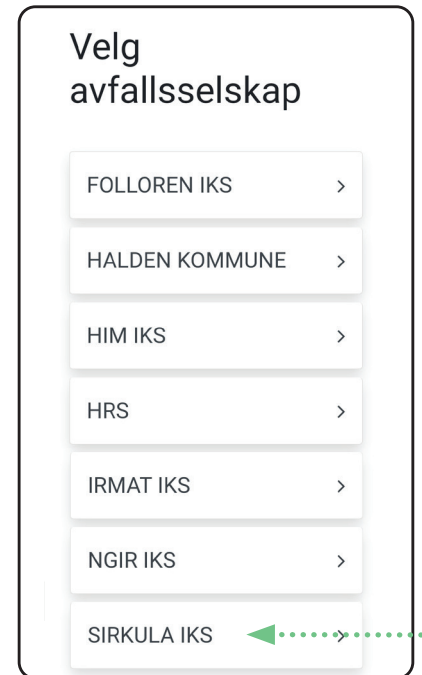 Velg
avfallsselskap
FOLLOREN IKS
HALDEN KOMMUNE
HIM IKS
HRS
IRMAT IKS
NGIR IKS
SIRKULA IKS